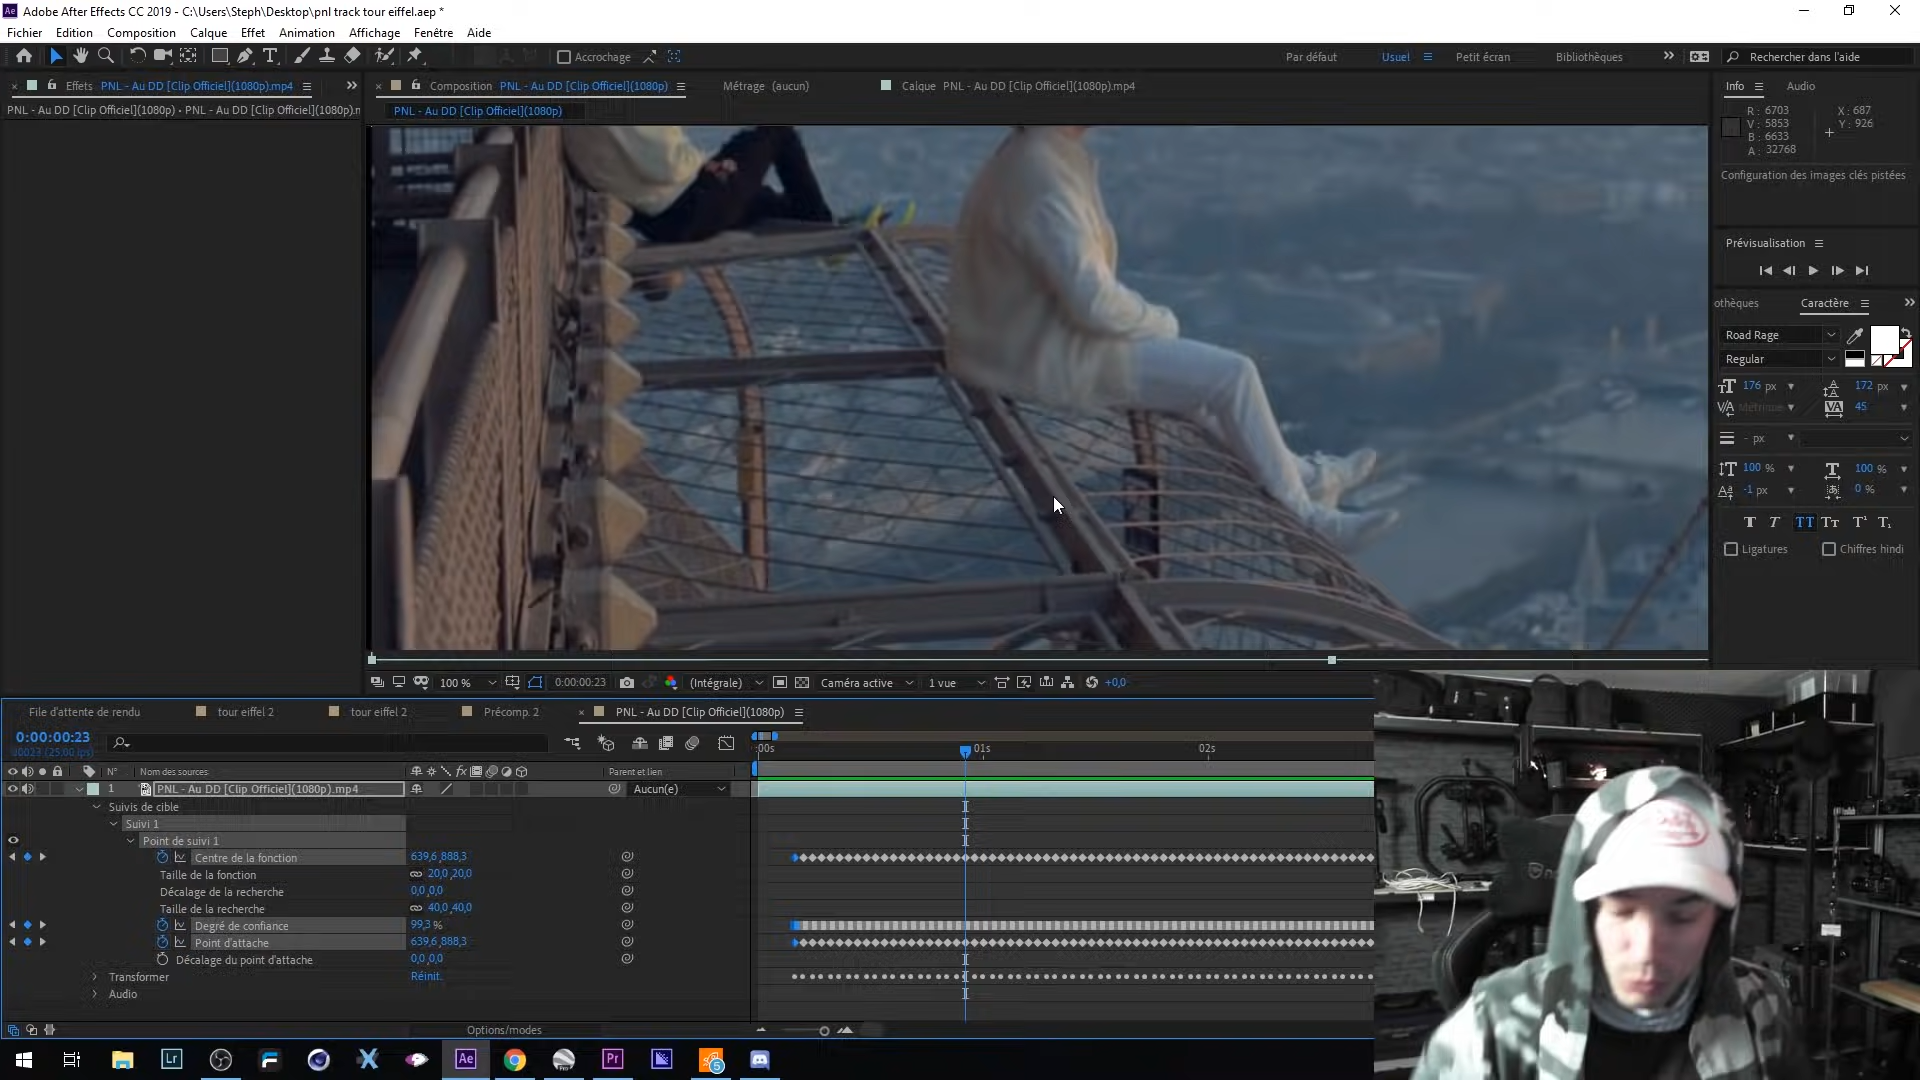 Adobe After Effects CC 2019 - C:\Users\Steph\Desktop\pnl track tour eiffel.aep *
Fichier Edition Composition Calque Effet Animation Affichage Fenêtre Aide
Accrochage
Par défaut Usuel Petit écran Bibliothèques
Rechercher dans l'aide
Effets PNL - Au DD [Clip Officiel](1080p).mp4
Composition PNL - Au DD [Clip Officiel](1080p)
Métrage (aucun)
Calque PNL - Au DD [Clip Officiel](1080p).mp4
Info Audio
PNL - Au DD [Clip Officiel](1080p) • PNL - Au DD [Clip Officiel](1080p).n
PNL - Au DD [Clip Officiel](1080p)
R : 6703
V : 5853
B : 6633
A : 32768
X : 687
Y : 926
Configuration des images clés pistées
Prévisualisation
othèques Caractère
Road Rage
Regular
176 px 172 px
Métrique 45
- px
100 % 100 %
-1 px 0 %
T T TT TT T¹ T₁
Ligatures Chiffres hindi
100 % 0:00:00:23 (Intégrale) Caméra active 1 vue +0,0
File d'attente de rendu tour eiffel 2 tour eiffel 2 Précomp. 2 PNL - Au DD [Clip Officiel](1080p)
0:00:00:23
00023 (25.00 ips)
:00s 01s 02s
N° Nom des sources Parent et lien
1 PNL - Au DD [Clip Officiel](1080p).mp4 Aucun(e)
Suivis de cible
Suivi 1
Point de suivi 1
Centre de la fonction 639,6,888,3
Taille de la fonction 20,0,20,0
Décalage de la recherche 0,0,0,0
Taille de la recherche 40,0,40,0
Degré de confiance 99,3 %
Point d'attache 639,6,888,3
Décalage du point d'attache 0,0,0,0
Transformer Réinit.
Audio
Options/modes
Lr Ae Pr 5